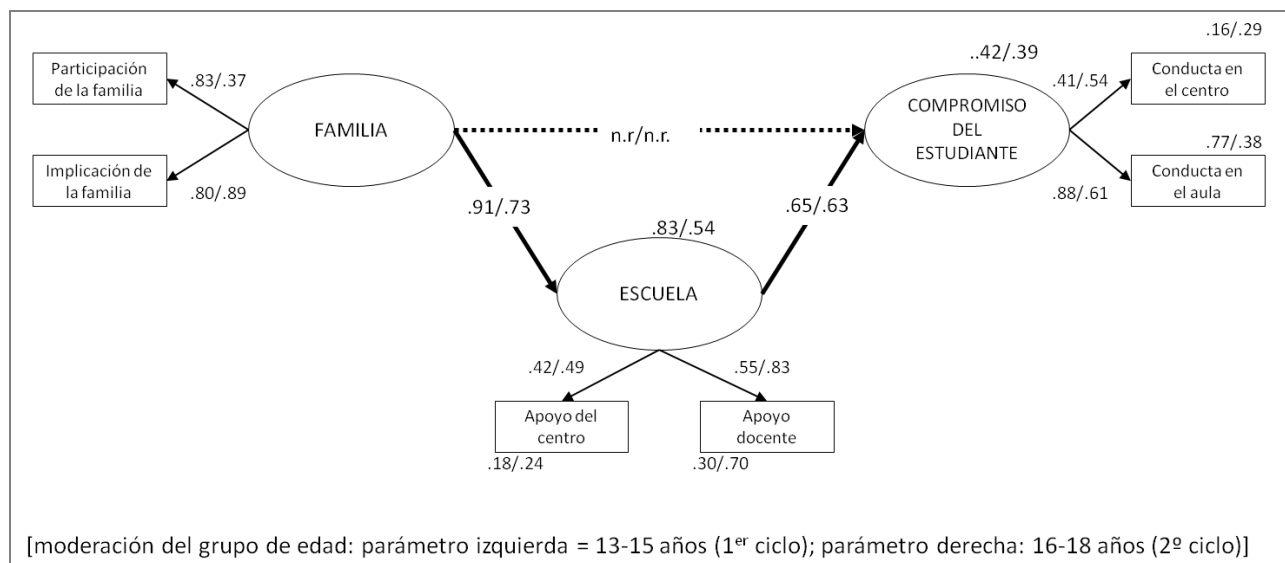 .16/.29
Participación
de la familia
.83/.37
..42/.39
.41/.54
Conducta en
el centro
FAMILIA
n.r/n.r.
COMPROMISO
DEL
ESTUDIANTE
.77/.38
Implicación de
la familia
.80/.89
.88/.61
Conducta en
el aula
.91/.73
.65/.63
.83/.54
ESCUELA
.42/.49
.55/.83
Apoyo del
centro
Apoyo
docente
.18/.24
.30/.70
[moderación del grupo de edad: parámetro izquierda = 13-15 años (1er ciclo); parámetro derecha: 16-18 años (2º ciclo)]